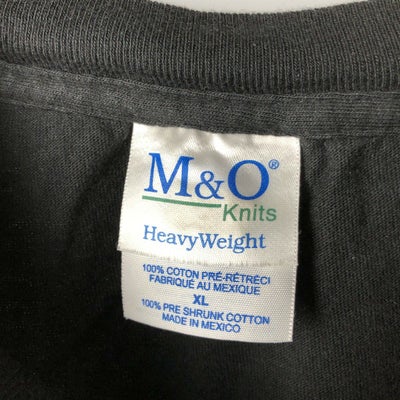 M&O®
Knits
HeavyWeight
100% COTON PRÉ-RÉTRÉCI
FABRIQUÉ AU MEXIQUE
XL
100% PRE SHRUNK COTTON
MADE IN MEXICO